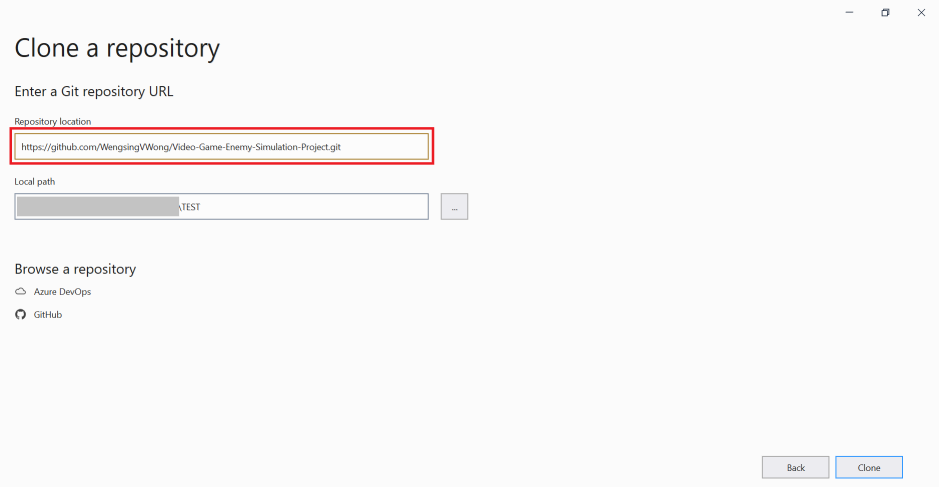 Clone a repository
Enter a Git repository URL
Repository location
https://github.com/WengsingVWong/Video-Game-Enemy-Simulation-Project.git
Local path
\TEST
...
Browse a repository
Azure DevOps
GitHub
Back
Clone